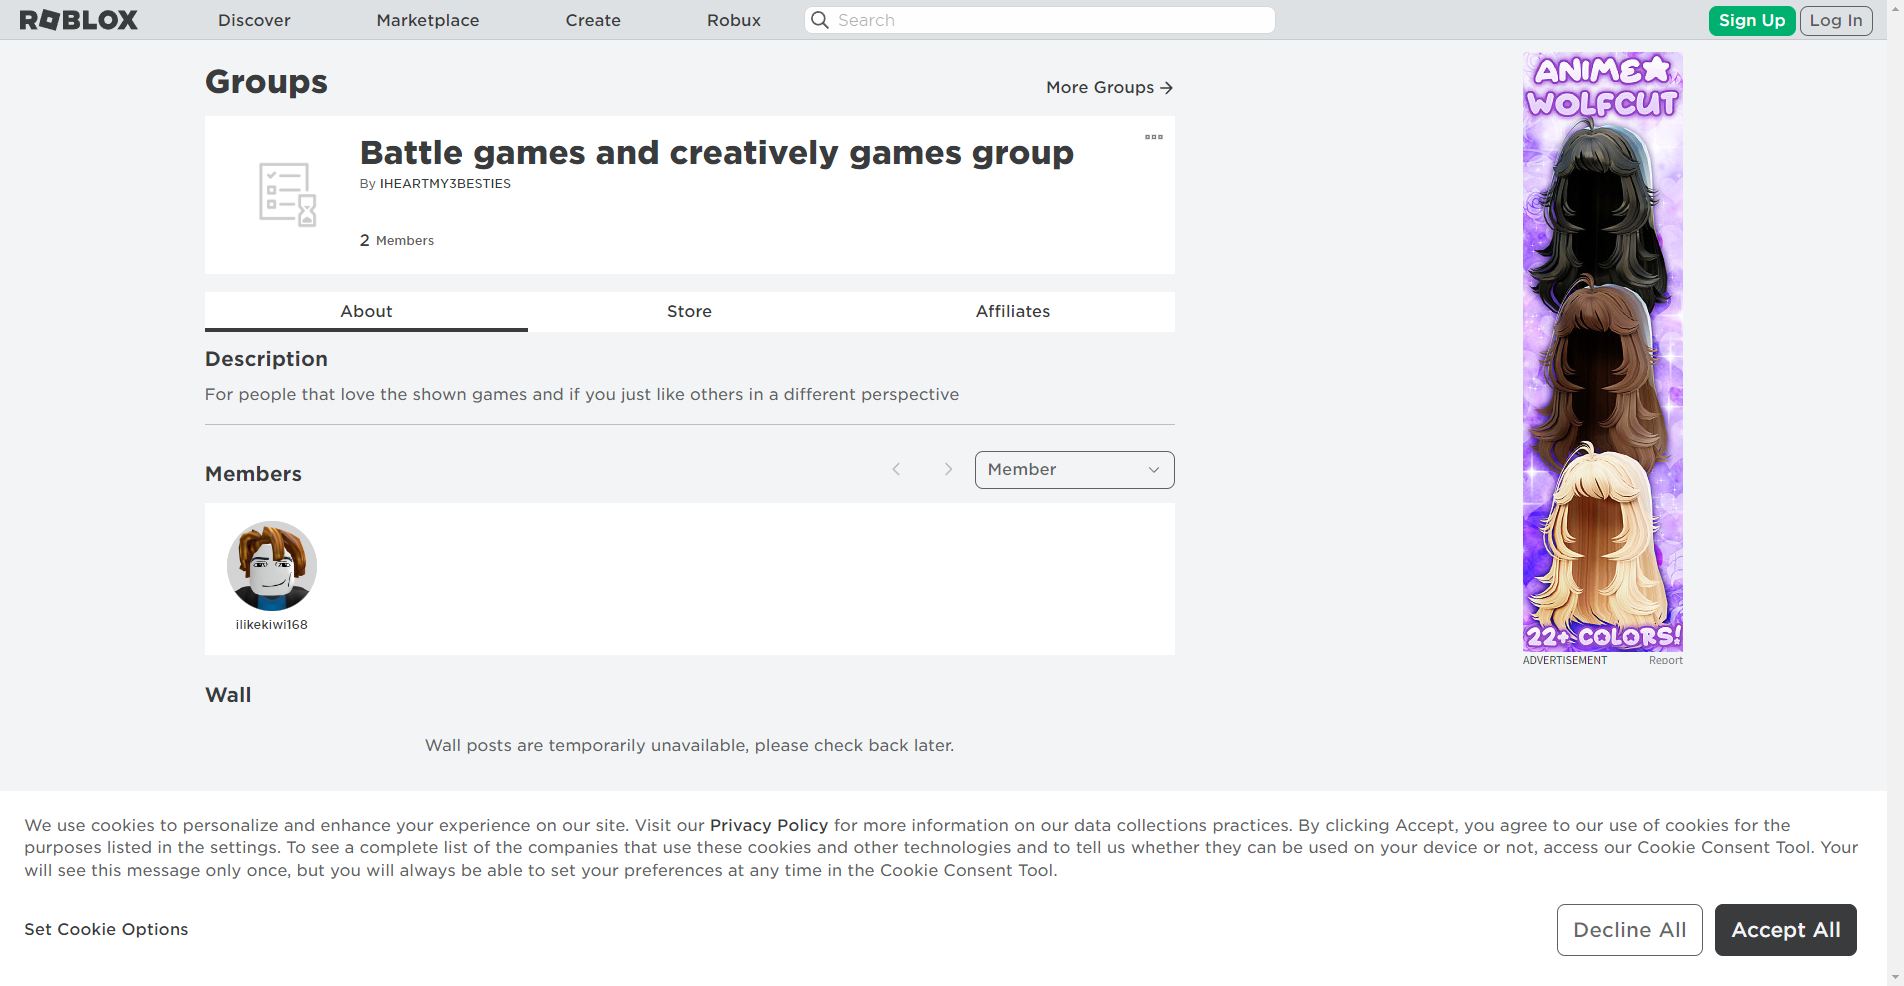 ROBLOX
Discover
Marketplace
Create
Robux
Search
Sign Up
Log In
Groups
More Groups
Battle games and creatively games group
By IHEARTMY3BESTIES
2 Members
About
Store
Affiliates
Description
For people that love the shown games and if you just like others in a different perspective
Members
Member
ilikekiwi168
Wall
Wall posts are temporarily unavailable, please check back later.
ANIME
WOLFCUT
22+ COLORS!
ADVERTISEMENT
Report
We use cookies to personalize and enhance your experience on our site. Visit our Privacy Policy for more information on our data collections practices. By clicking Accept, you agree to our use of cookies for the
purposes listed in the settings. To see a complete list of the companies that use these cookies and other technologies and to tell us whether they can be used on your device or not, access our Cookie Consent Tool. Your
will see this message only once, but you will always be able to set your preferences at any time in the Cookie Consent Tool.
Set Cookie Options
Decline All
Accept All